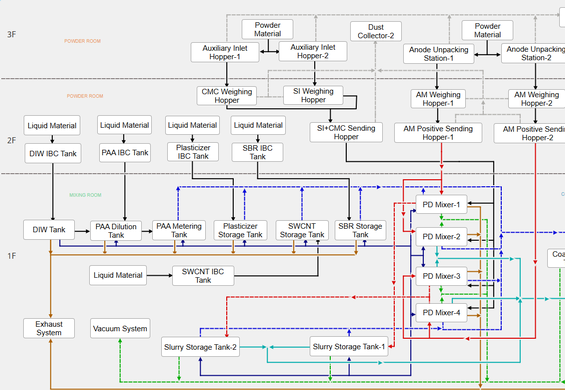 3F
POWDER ROOM
Powder
Material
Dust
Collector-2
Powder
Material
Auxiliary Inlet
Hopper-1
Auxiliary Inlet
Hopper-2
Anode Unpacking
Station-1
Anode Unpacking
Station-2
POWDER ROOM
CMC Weighing
Hopper
SI Weighing
Hopper
AM Weighing
Hopper-1
AM Weighing
Hopper-2
2F
Liquid Material
Liquid Material
Liquid Material
Liquid Material
SI+CMC Sending
Hopper
AM Positive Sending
Hopper-1
AM Positive Sending
Hopper-2
DIW IBC Tank
PAA IBC Tank
Plasticizer
IBC Tank
SBR IBC
Tank
MIXING ROOM
PD Mixer-1
DIW Tank
PAA Dilution
Tank
PAA Metering
Tank
Plasticizer
Storage Tank
SWCNT
Storage Tank
SBR Storage
Tank
PD Mixer-2
1F
Liquid Material
SWCNT IBC
Tank
PD Mixer-3
PD Mixer-4
Exhaust
System
Vacuum System
Slurry Storage Tank-2
Slurry Storage Tank-1